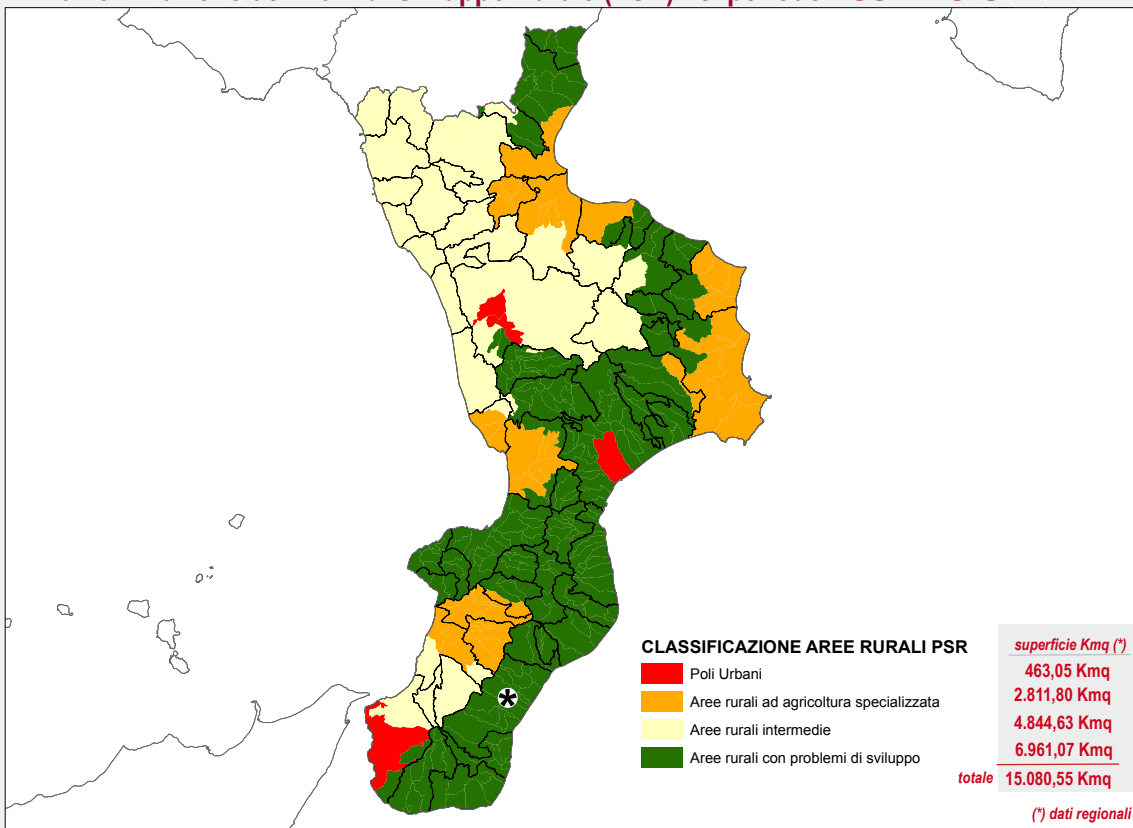 CLASSIFICAZIONE AREE RURALI PSR
superficie Kmq (*)
Poli Urbani
463,05 Kmq
Aree rurali ad agricoltura specializzata
2.811,80 Kmq
Aree rurali intermedie
4.844,63 Kmq
Aree rurali con problemi di sviluppo
6.961,07 Kmq
totale 15.080,55 Kmq
(*) dati regionali